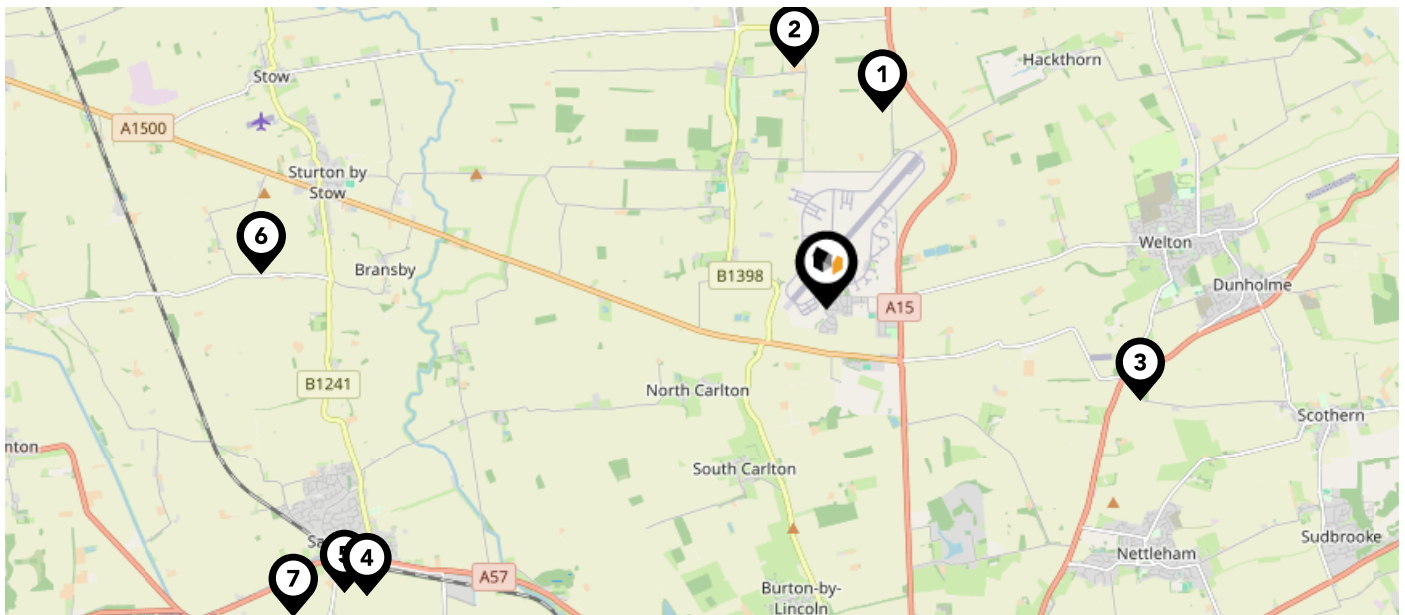 2
1
Hackthorn
Stow
A1500
Sturton by
Stow
6
Welton
Bransby
B1398
Dunholme
A15
3
B1241
North Carlton
Scothern
nton
South Carlton
Sudbrooke
Sa
5
4
Nettleham
7
A57
Burton-by-
Lincoln